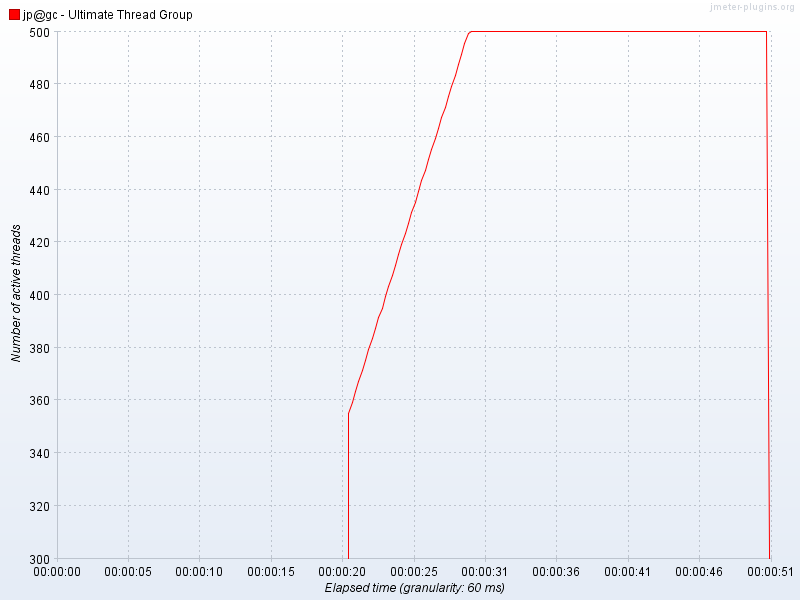 jmeter-plugins.org
jp@gc - Ultimate Thread Group
500
480
460
440
420
400
380
360
340
320
300
Number of active threads
00:00:00 00:00:05 00:00:10 00:00:15 00:00:20 00:00:25 00:00:31 00:00:36 00:00:41 00:00:46 00:00:51
Elapsed time (granularity: 60 ms)